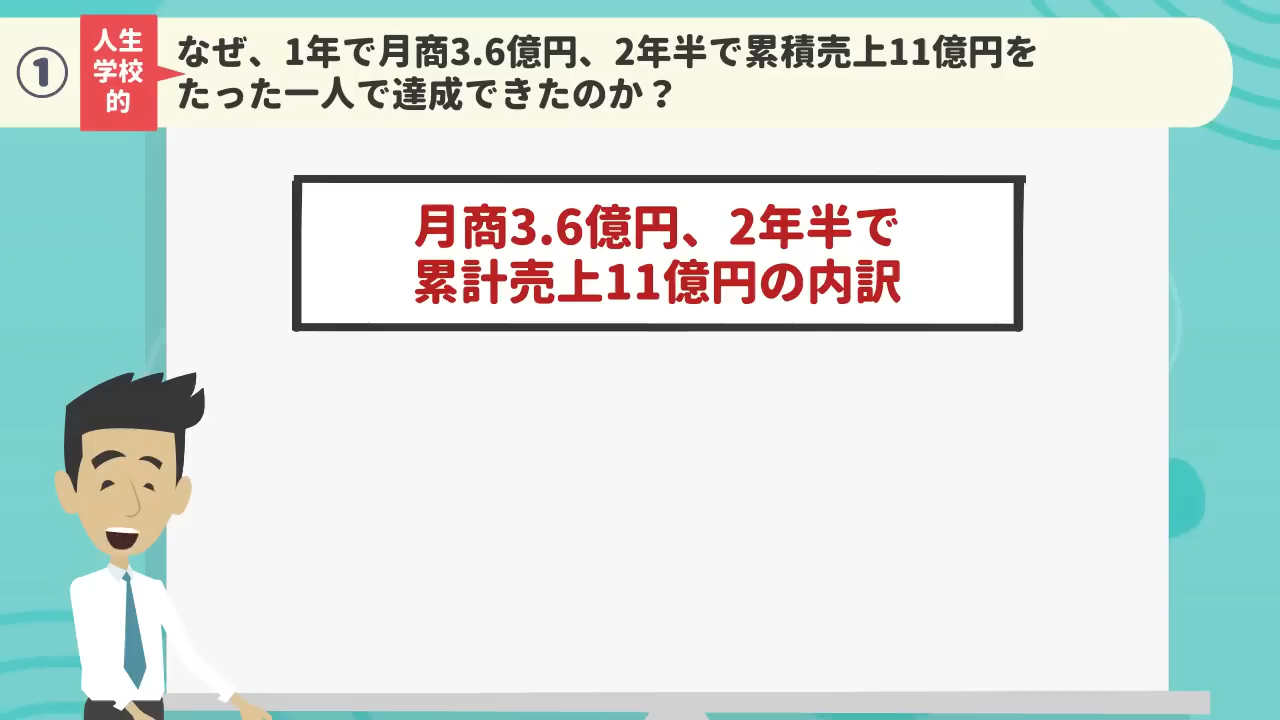 ①
人生
学校
的
なぜ、1年で月商3.6億円、2年半で累積売上11億円を
たった一人で達成できたのか？
月商3.6億円、2年半で
累計売上11億円の内訳